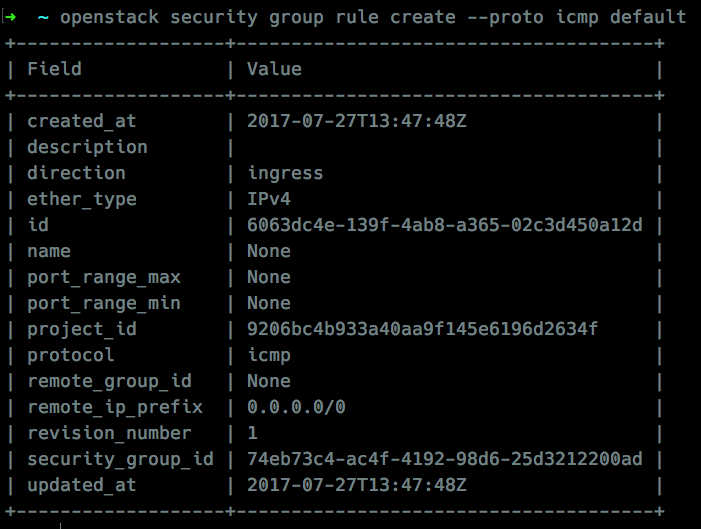 ➜  ~ openstack security group rule create --proto icmp default
+-------------------+--------------------------------------+
| Field             | Value                                |
+-------------------+--------------------------------------+
| created_at        | 2017-07-27T13:47:48Z                 |
| description       |                                      |
| direction         | ingress                              |
| ether_type        | IPv4                                 |
| id                | 6063dc4e-139f-4ab8-a365-02c3d450a12d |
| name              | None                                 |
| port_range_max    | None                                 |
| port_range_min    | None                                 |
| project_id        | 9206bc4b933a40aa9f145e6196d2634f     |
| protocol          | icmp                                 |
| remote_group_id   | None                                 |
| remote_ip_prefix  | 0.0.0.0/0                            |
| revision_number   | 1                                    |
| security_group_id | 74eb73c4-ac4f-4192-98d6-25d3212200ad |
| updated_at        | 2017-07-27T13:47:48Z                 |
+-------------------+--------------------------------------+